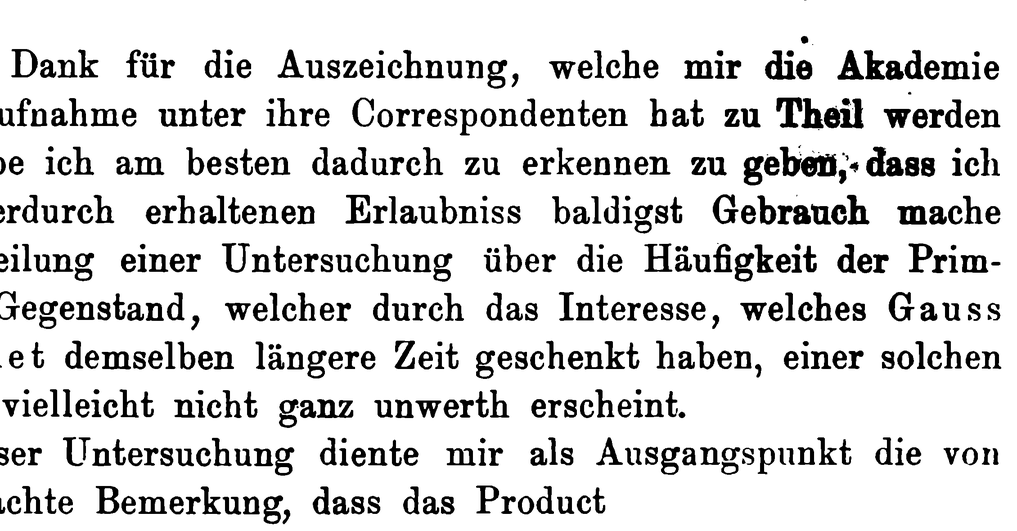 Dank für die Auszeichnung, welche mir die Akademie
ufnahme unter ihre Correspondenten hat zu Theil werden
be ich am besten dadurch zu erkennen zu geben, dass ich
erdurch erhaltenen Erlaubniss baldigst Gebrauch mache
eilung einer Untersuchung über die Häufigkeit der Prim-
Gegenstand, welcher durch das Interesse, welches Gauss
let demselben längere Zeit geschenkt haben, einer solchen
vielleicht nicht ganz unwerth erscheint.
ser Untersuchung diente mir als Ausgangspunkt die von
achte Bemerkung, dass das Product